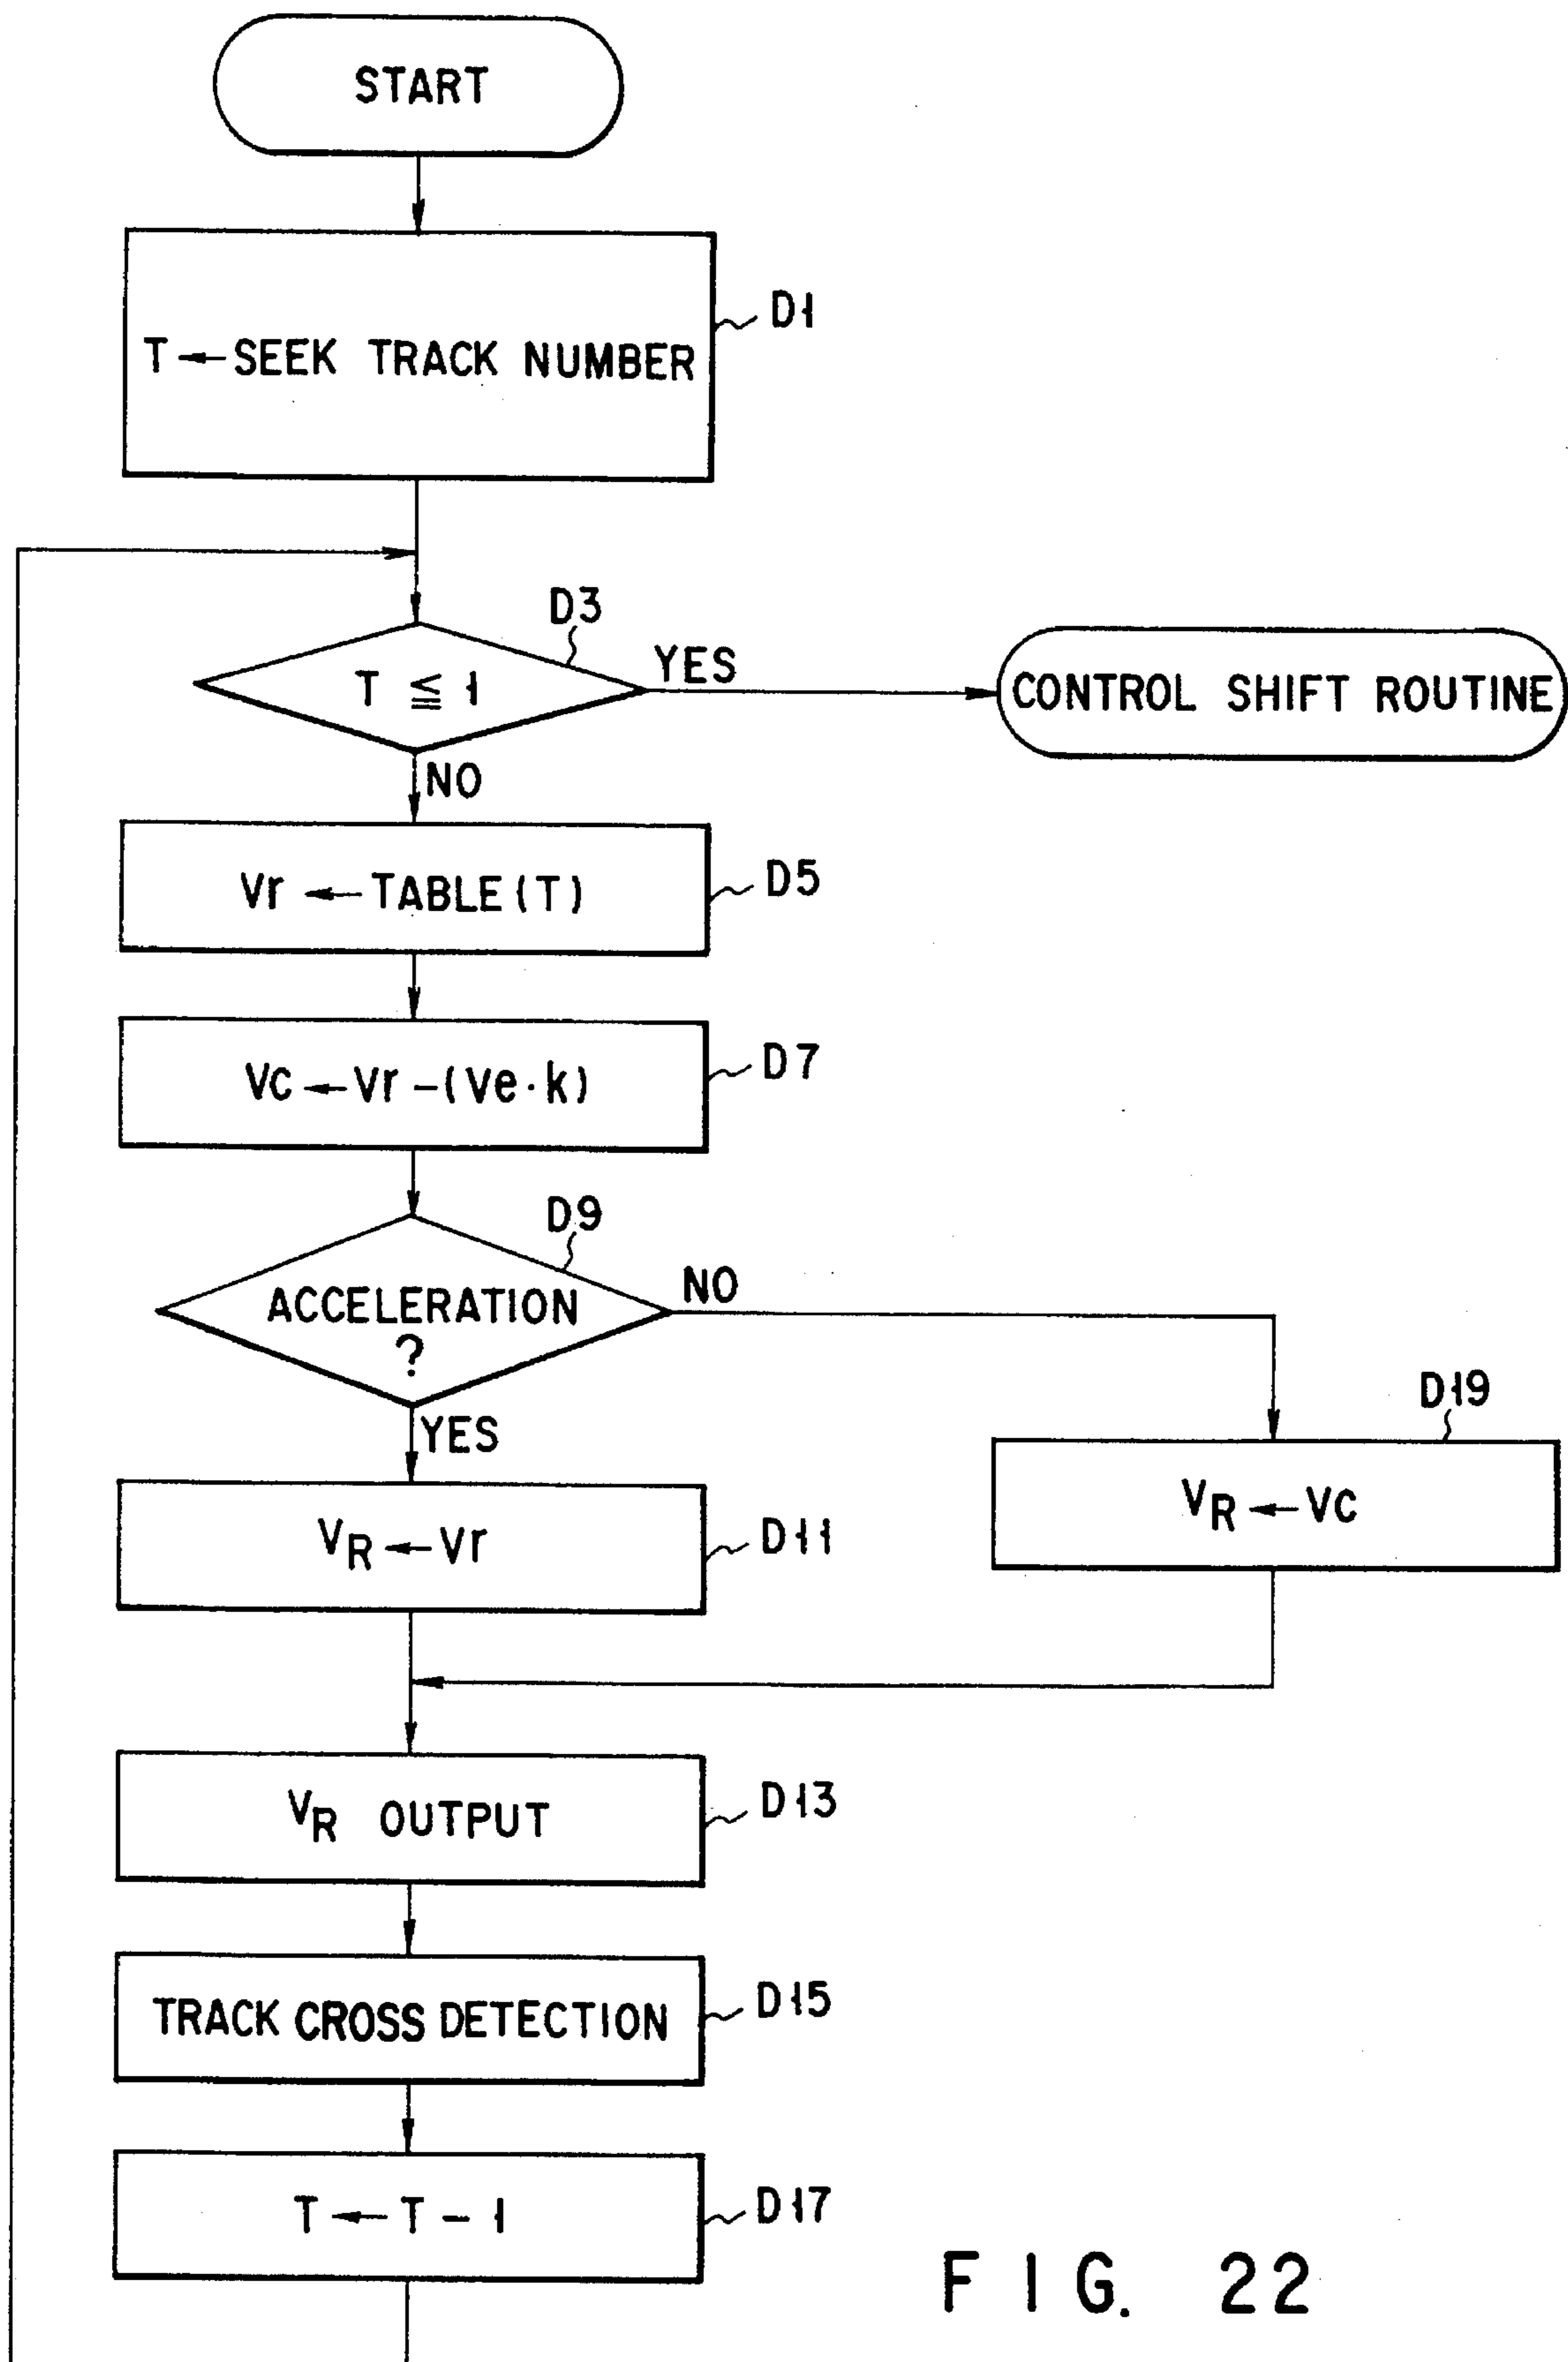 START
T ← SEEK TRACK NUMBER
D1
D3
T ≦ 1
YES
CONTROL SHIFT ROUTINE
NO
Vr ← TABLE (T)
D5
Vc ← Vr – (Ve · k)
D7
D9
ACCELERATION
?
NO
YES
D19
VR ← Vc
VR ← Vr
D11
VR OUTPUT
D13
TRACK CROSS DETECTION
D15
T ← T – 1
D17
FIG. 22